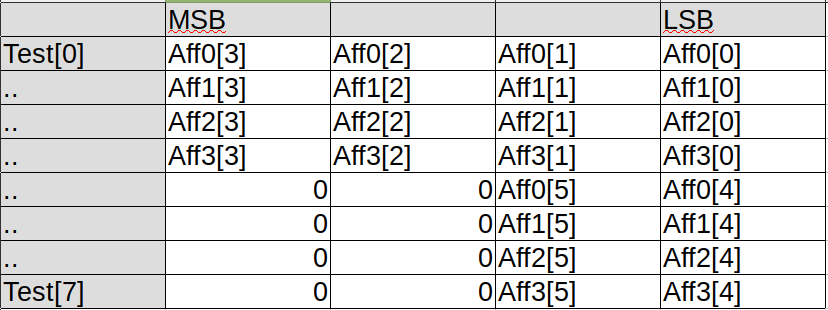 MSB LSB
Test[0] Aff0[3] Aff0[2] Aff0[1] Aff0[0]
.. Aff1[3] Aff1[2] Aff1[1] Aff1[0]
.. Aff2[3] Aff2[2] Aff2[1] Aff2[0]
.. Aff3[3] Aff3[2] Aff3[1] Aff3[0]
.. 0 0 Aff0[5] Aff0[4]
.. 0 0 Aff1[5] Aff1[4]
.. 0 0 Aff2[5] Aff2[4]
Test[7] 0 0 Aff3[5] Aff3[4]